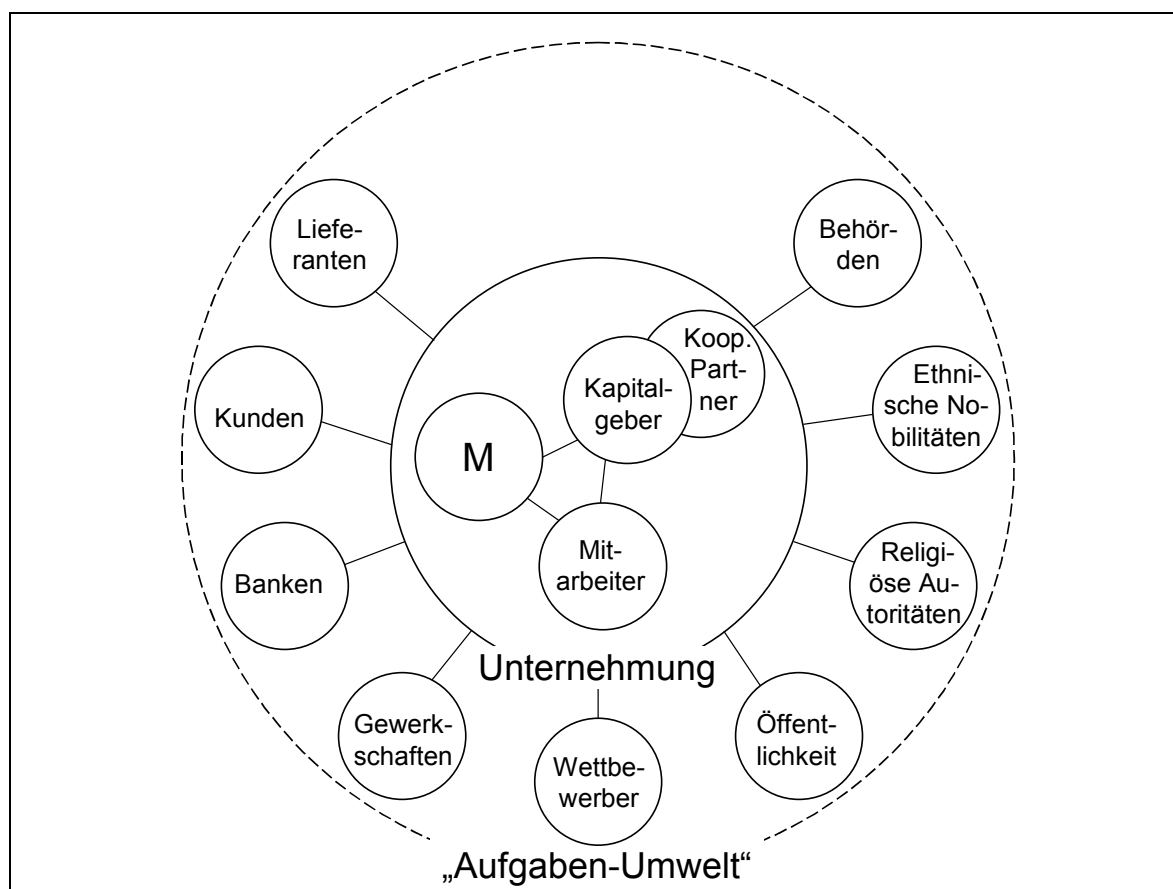 Liefe-
ranten
Behör-
den
Koop.
Part-
ner
Kapital-
geber
Ethni-
sche No-
bilitäten
Kunden
M
Mit-
arbeiter
Banken
Religi-
öse Au-
toritäten
Unternehmung
Gewerk-
schaften
Öffent-
lichkeit
Wettbe-
werber
„Aufgaben-Umwelt“